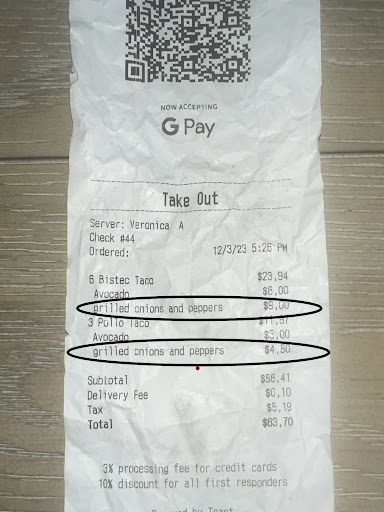 NOW ACCEPTING
G Pay
Take Out
Server: Veronica A
Check #44
Ordered: 12/3/23 5:26 PM
6 Bistec Taco $23.94
Avocado $6.00
grilled onions and peppers $9.00
3 Pollo Taco $11.97
Avocado $3.00
grilled onions and peppers $4.50
Subtotal $58.41
Delivery Fee $0.10
Tax $5.19
Total $63.70
3% processing fee for credit cards
10% discount for all first responders
Powered by Toast